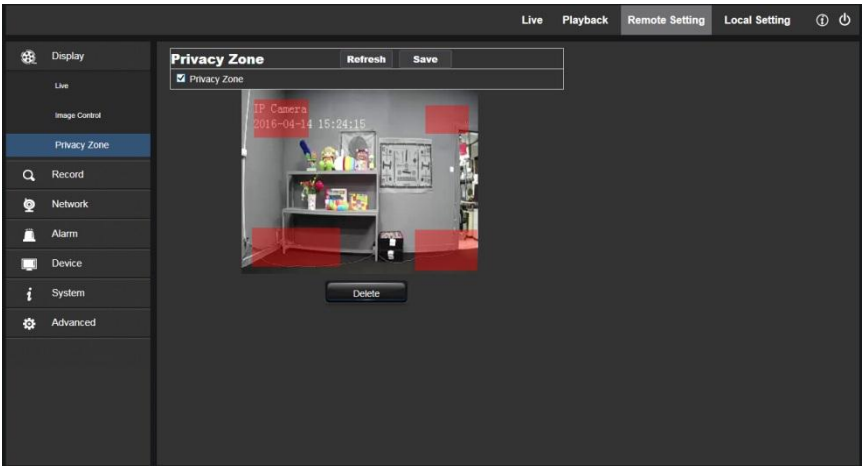 Live Playback Remote Setting Local Setting
Display
Live
Image Control
Privacy Zone
Record
Network
Alarm
Device
System
Advanced
Privacy Zone Refresh Save
Privacy Zone
IP Camera
2016-04-14 15:24:15
Delete